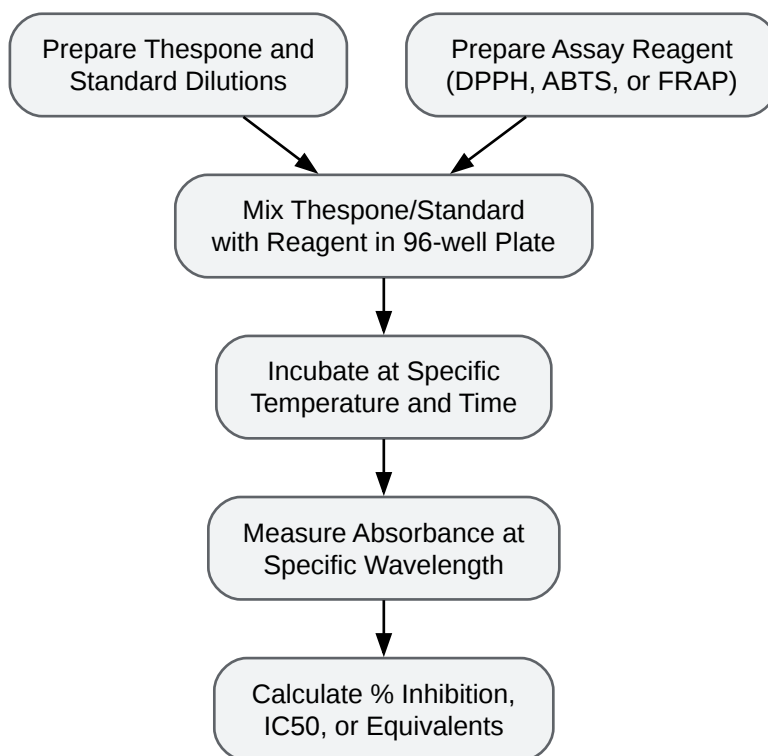 Prepare Thespone and
Standard Dilutions
Prepare Assay Reagent
(DPPH, ABTS, or FRAP)
Mix Thespone/Standard
with Reagent in 96-well Plate
Incubate at Specific
Temperature and Time
Measure Absorbance at
Specific Wavelength
Calculate % Inhibition,
IC50, or Equivalents